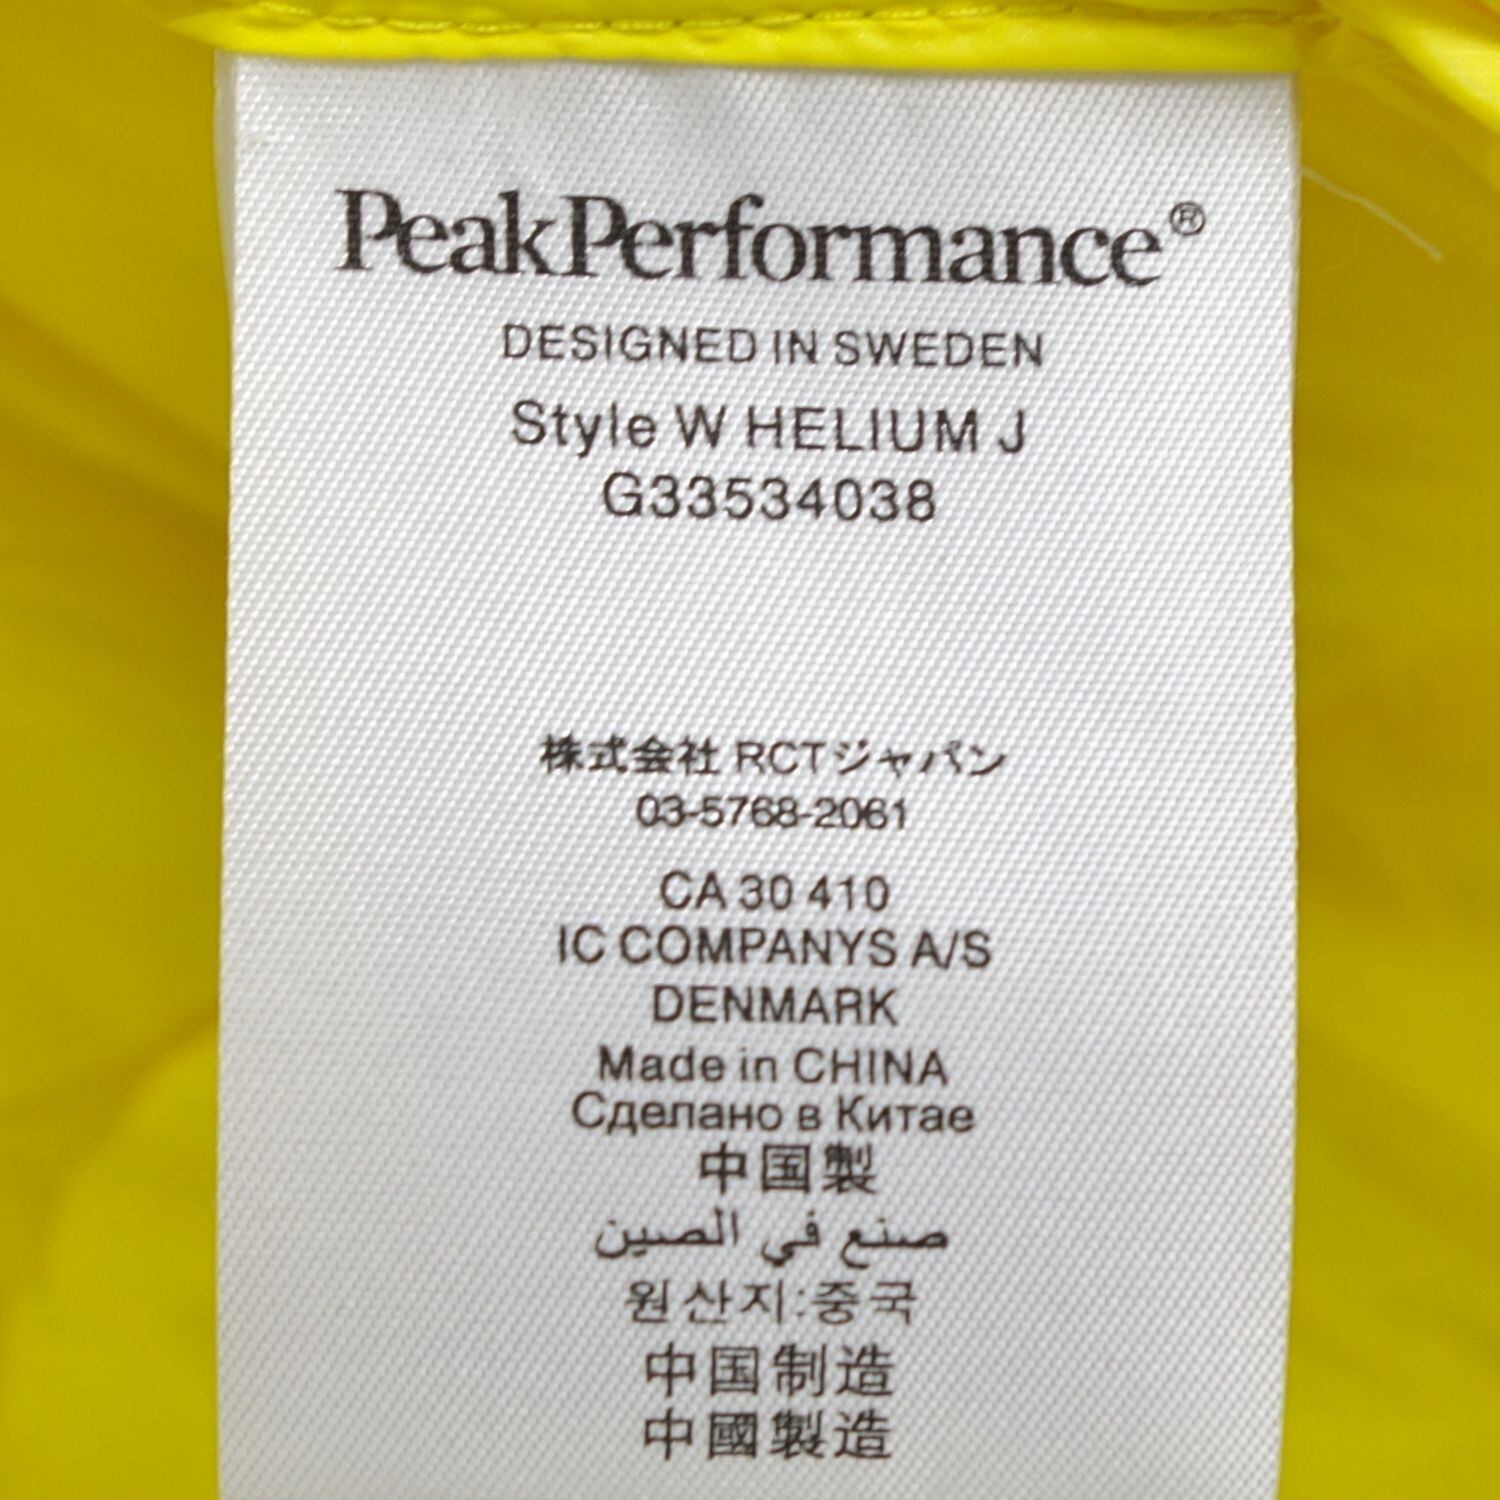 PeakPerformance®
DESIGNED IN SWEDEN
Style W HELIUM J
G33534038
株式会社 RCTジャパン
03-5768-2061
CA 30 410
IC COMPANYS A/S
DENMARK
Made in CHINA
Сделано в Китае
中国製
صنع في الصين
원산지:중국
中国制造
中國製造